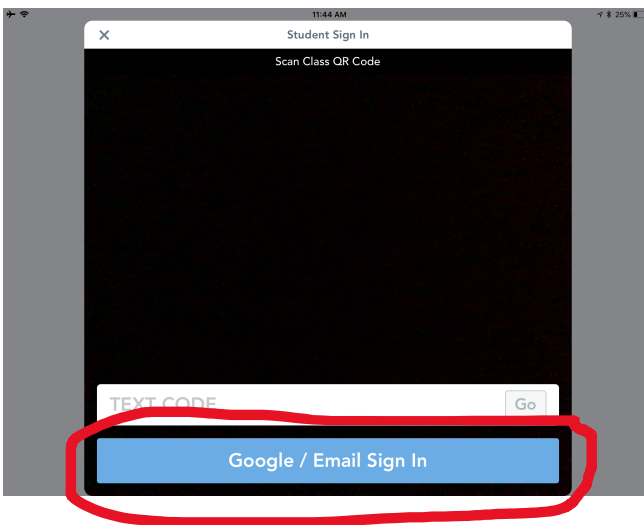 11:44 AM
25%
Student Sign In
Scan Class QR Code
TEXT CODE
Go
Google / Email Sign In